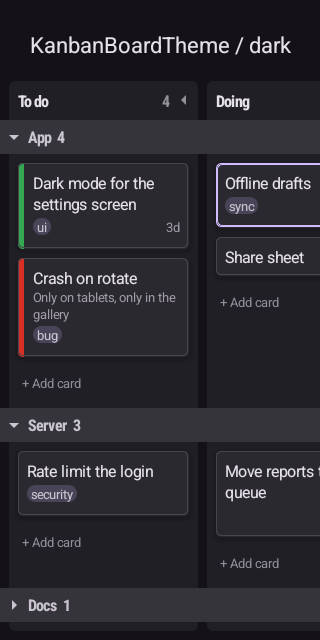 KanbanBoardTheme / dark
To do 4 Doing
App 4
Dark mode for the
settings screen
ui 3d
Crash on rotate
Only on tablets, only in the
gallery
bug
+ Add card
Offline drafts
sync
Share sheet
+ Add card
Server 3
Rate limit the login
security
+ Add card
Move reports t
queue
+ Add card
Docs 1